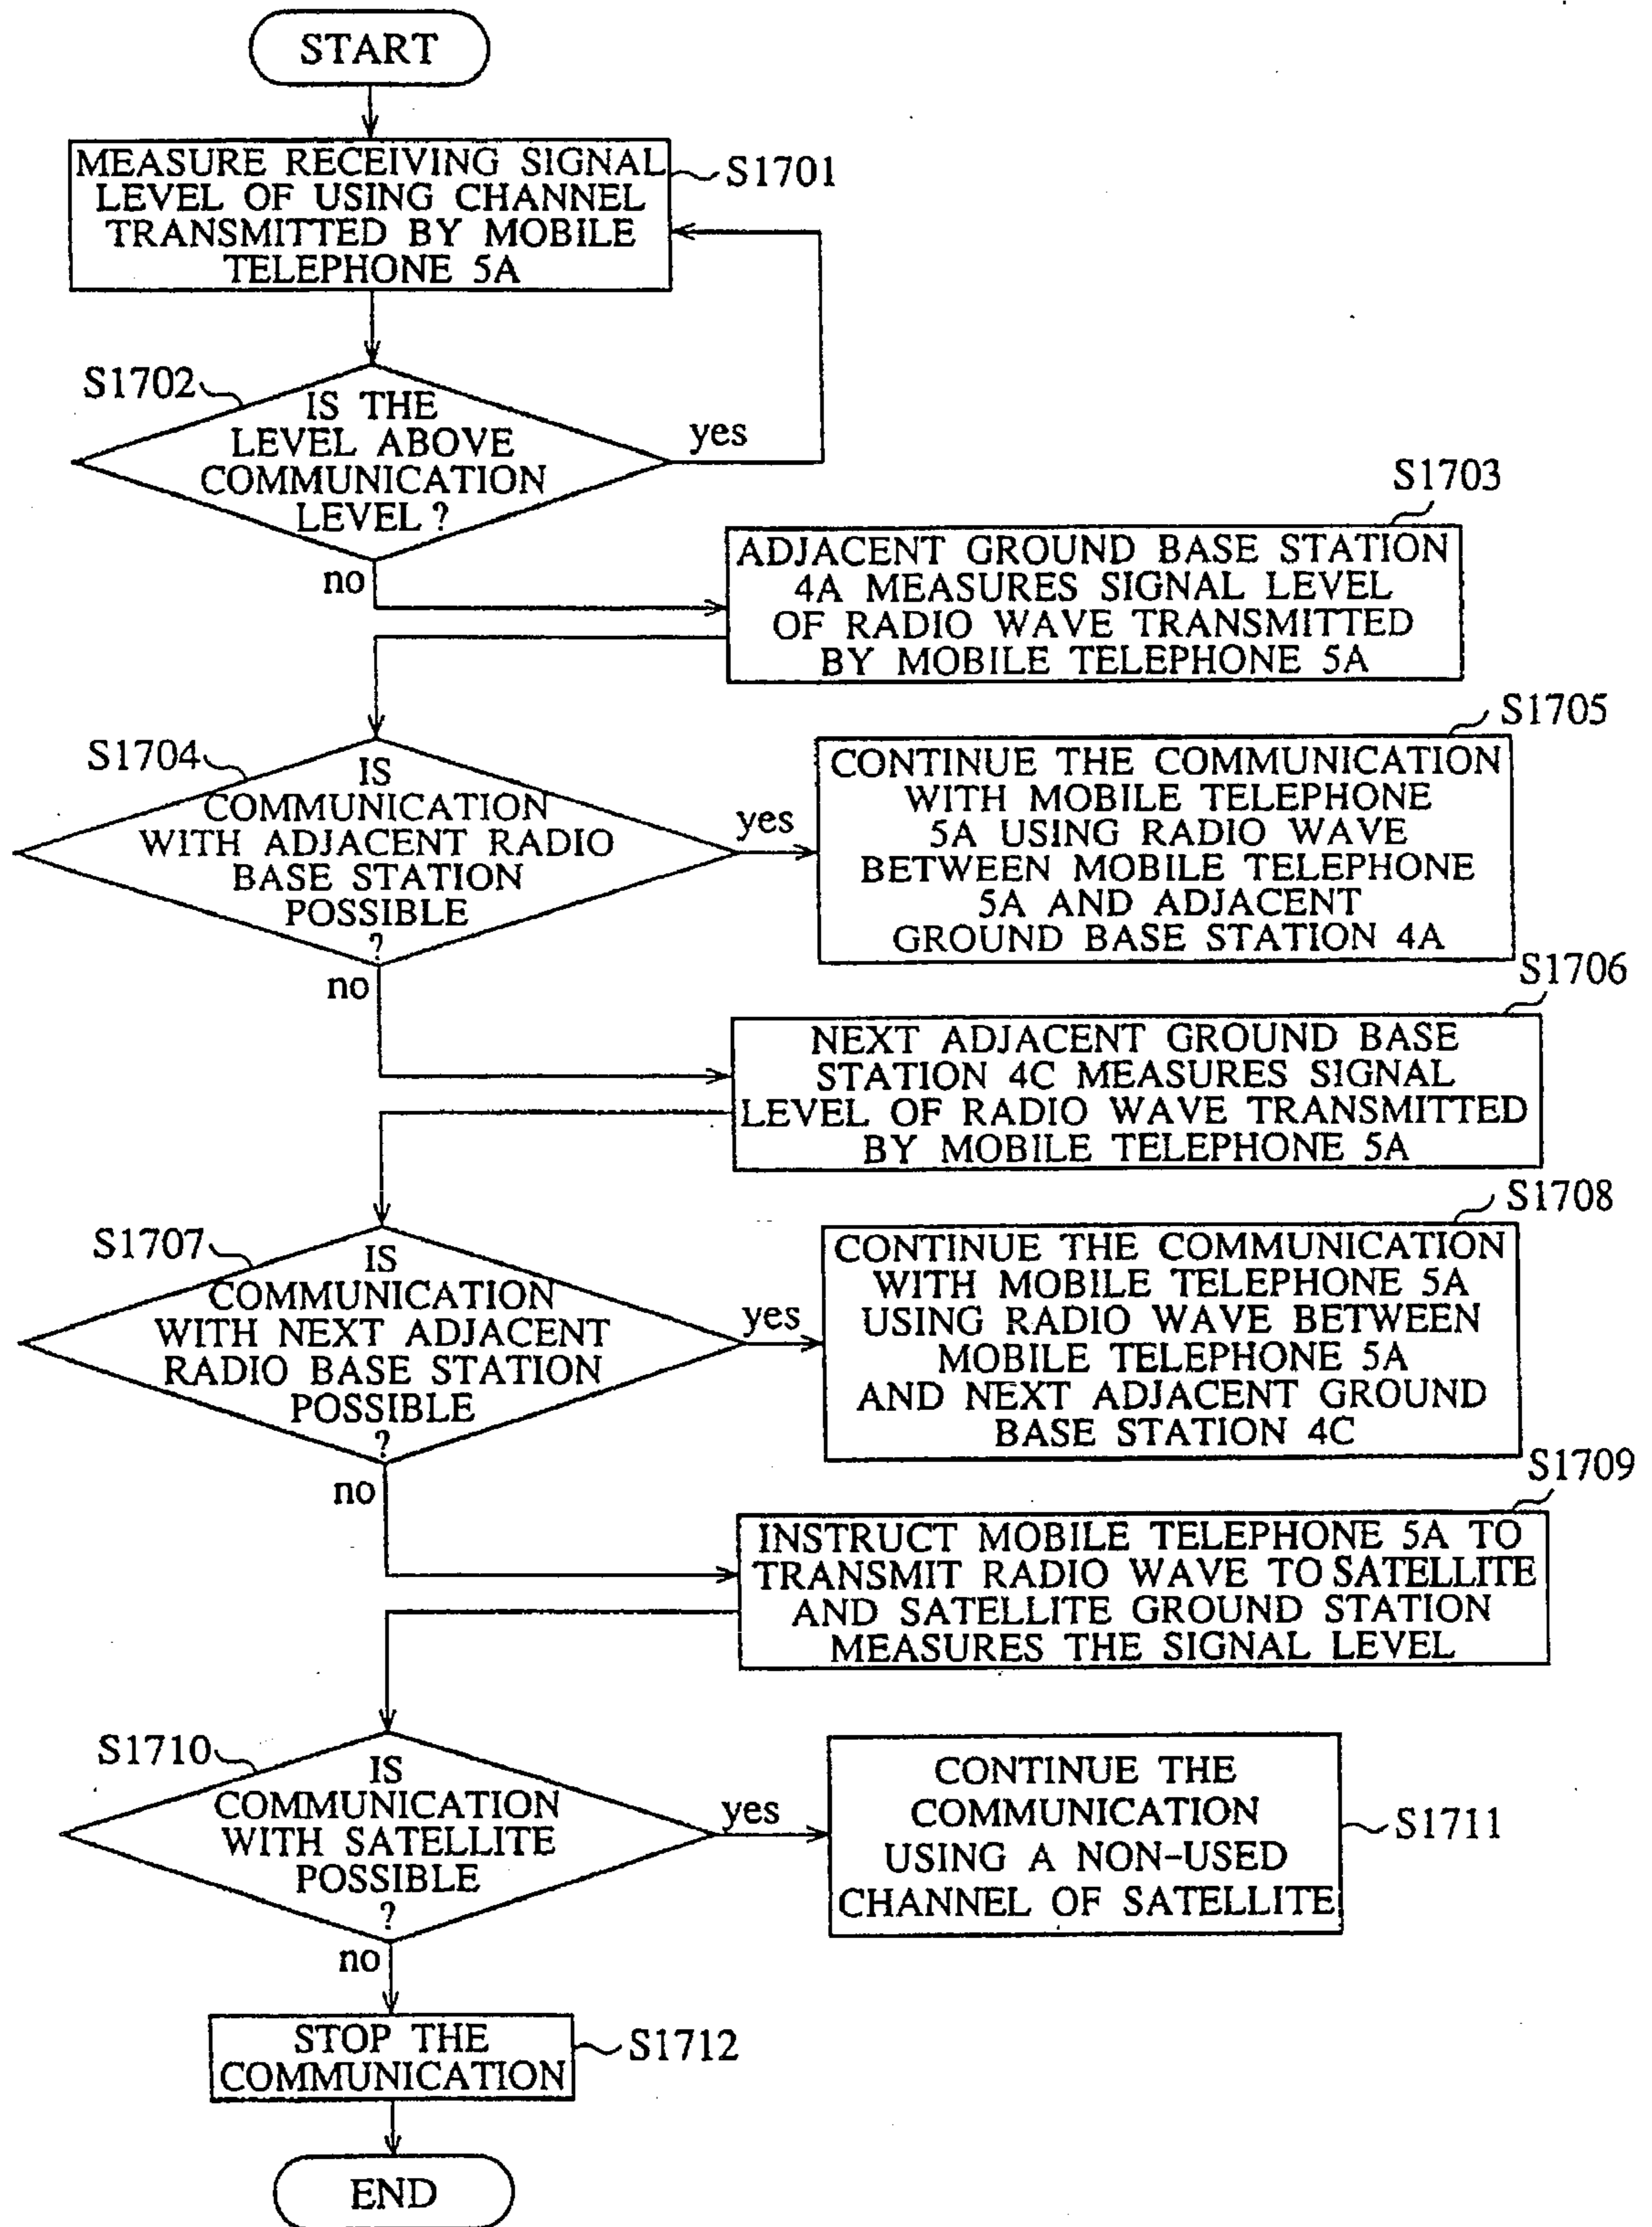 START
MEASURE RECEIVING SIGNAL
LEVEL OF USING CHANNEL
TRANSMITTED BY MOBILE
TELEPHONE 5A
S1701
S1702
IS THE
LEVEL ABOVE
COMMUNICATION
LEVEL?
yes
no
S1703
ADJACENT GROUND BASE STATION
4A MEASURES SIGNAL LEVEL
OF RADIO WAVE TRANSMITTED
BY MOBILE TELEPHONE 5A
S1704
IS
COMMUNICATION
WITH ADJACENT RADIO
BASE STATION
POSSIBLE
?
yes
no
S1705
CONTINUE THE COMMUNICATION
WITH MOBILE TELEPHONE
5A USING RADIO WAVE
BETWEEN MOBILE TELEPHONE
5A AND ADJACENT
GROUND BASE STATION 4A
S1706
NEXT ADJACENT GROUND BASE
STATION 4C MEASURES SIGNAL
LEVEL OF RADIO WAVE TRANSMITTED
BY MOBILE TELEPHONE 5A
S1707
IS
COMMUNICATION
WITH NEXT ADJACENT
RADIO BASE STATION
POSSIBLE
?
yes
no
S1708
CONTINUE THE COMMUNICATION
WITH MOBILE TELEPHONE 5A
USING RADIO WAVE BETWEEN
MOBILE TELEPHONE 5A
AND NEXT ADJACENT GROUND
BASE STATION 4C
S1709
INSTRUCT MOBILE TELEPHONE 5A TO
TRANSMIT RADIO WAVE TO SATELLITE
AND SATELLITE GROUND STATION
MEASURES THE SIGNAL LEVEL
S1710
IS
COMMUNICATION
WITH SATELLITE
POSSIBLE
?
yes
no
CONTINUE THE
COMMUNICATION
USING A NON-USED
CHANNEL OF SATELLITE
S1711
STOP THE
COMMUNICATION
S1712
END